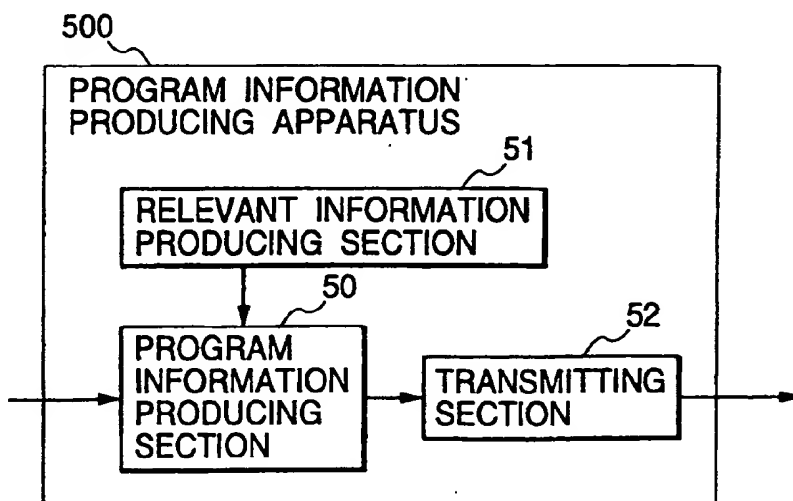 500
PROGRAM INFORMATION
PRODUCING APPARATUS
51
RELEVANT INFORMATION
PRODUCING SECTION
50
PROGRAM
INFORMATION
PRODUCING
SECTION
52
TRANSMITTING
SECTION